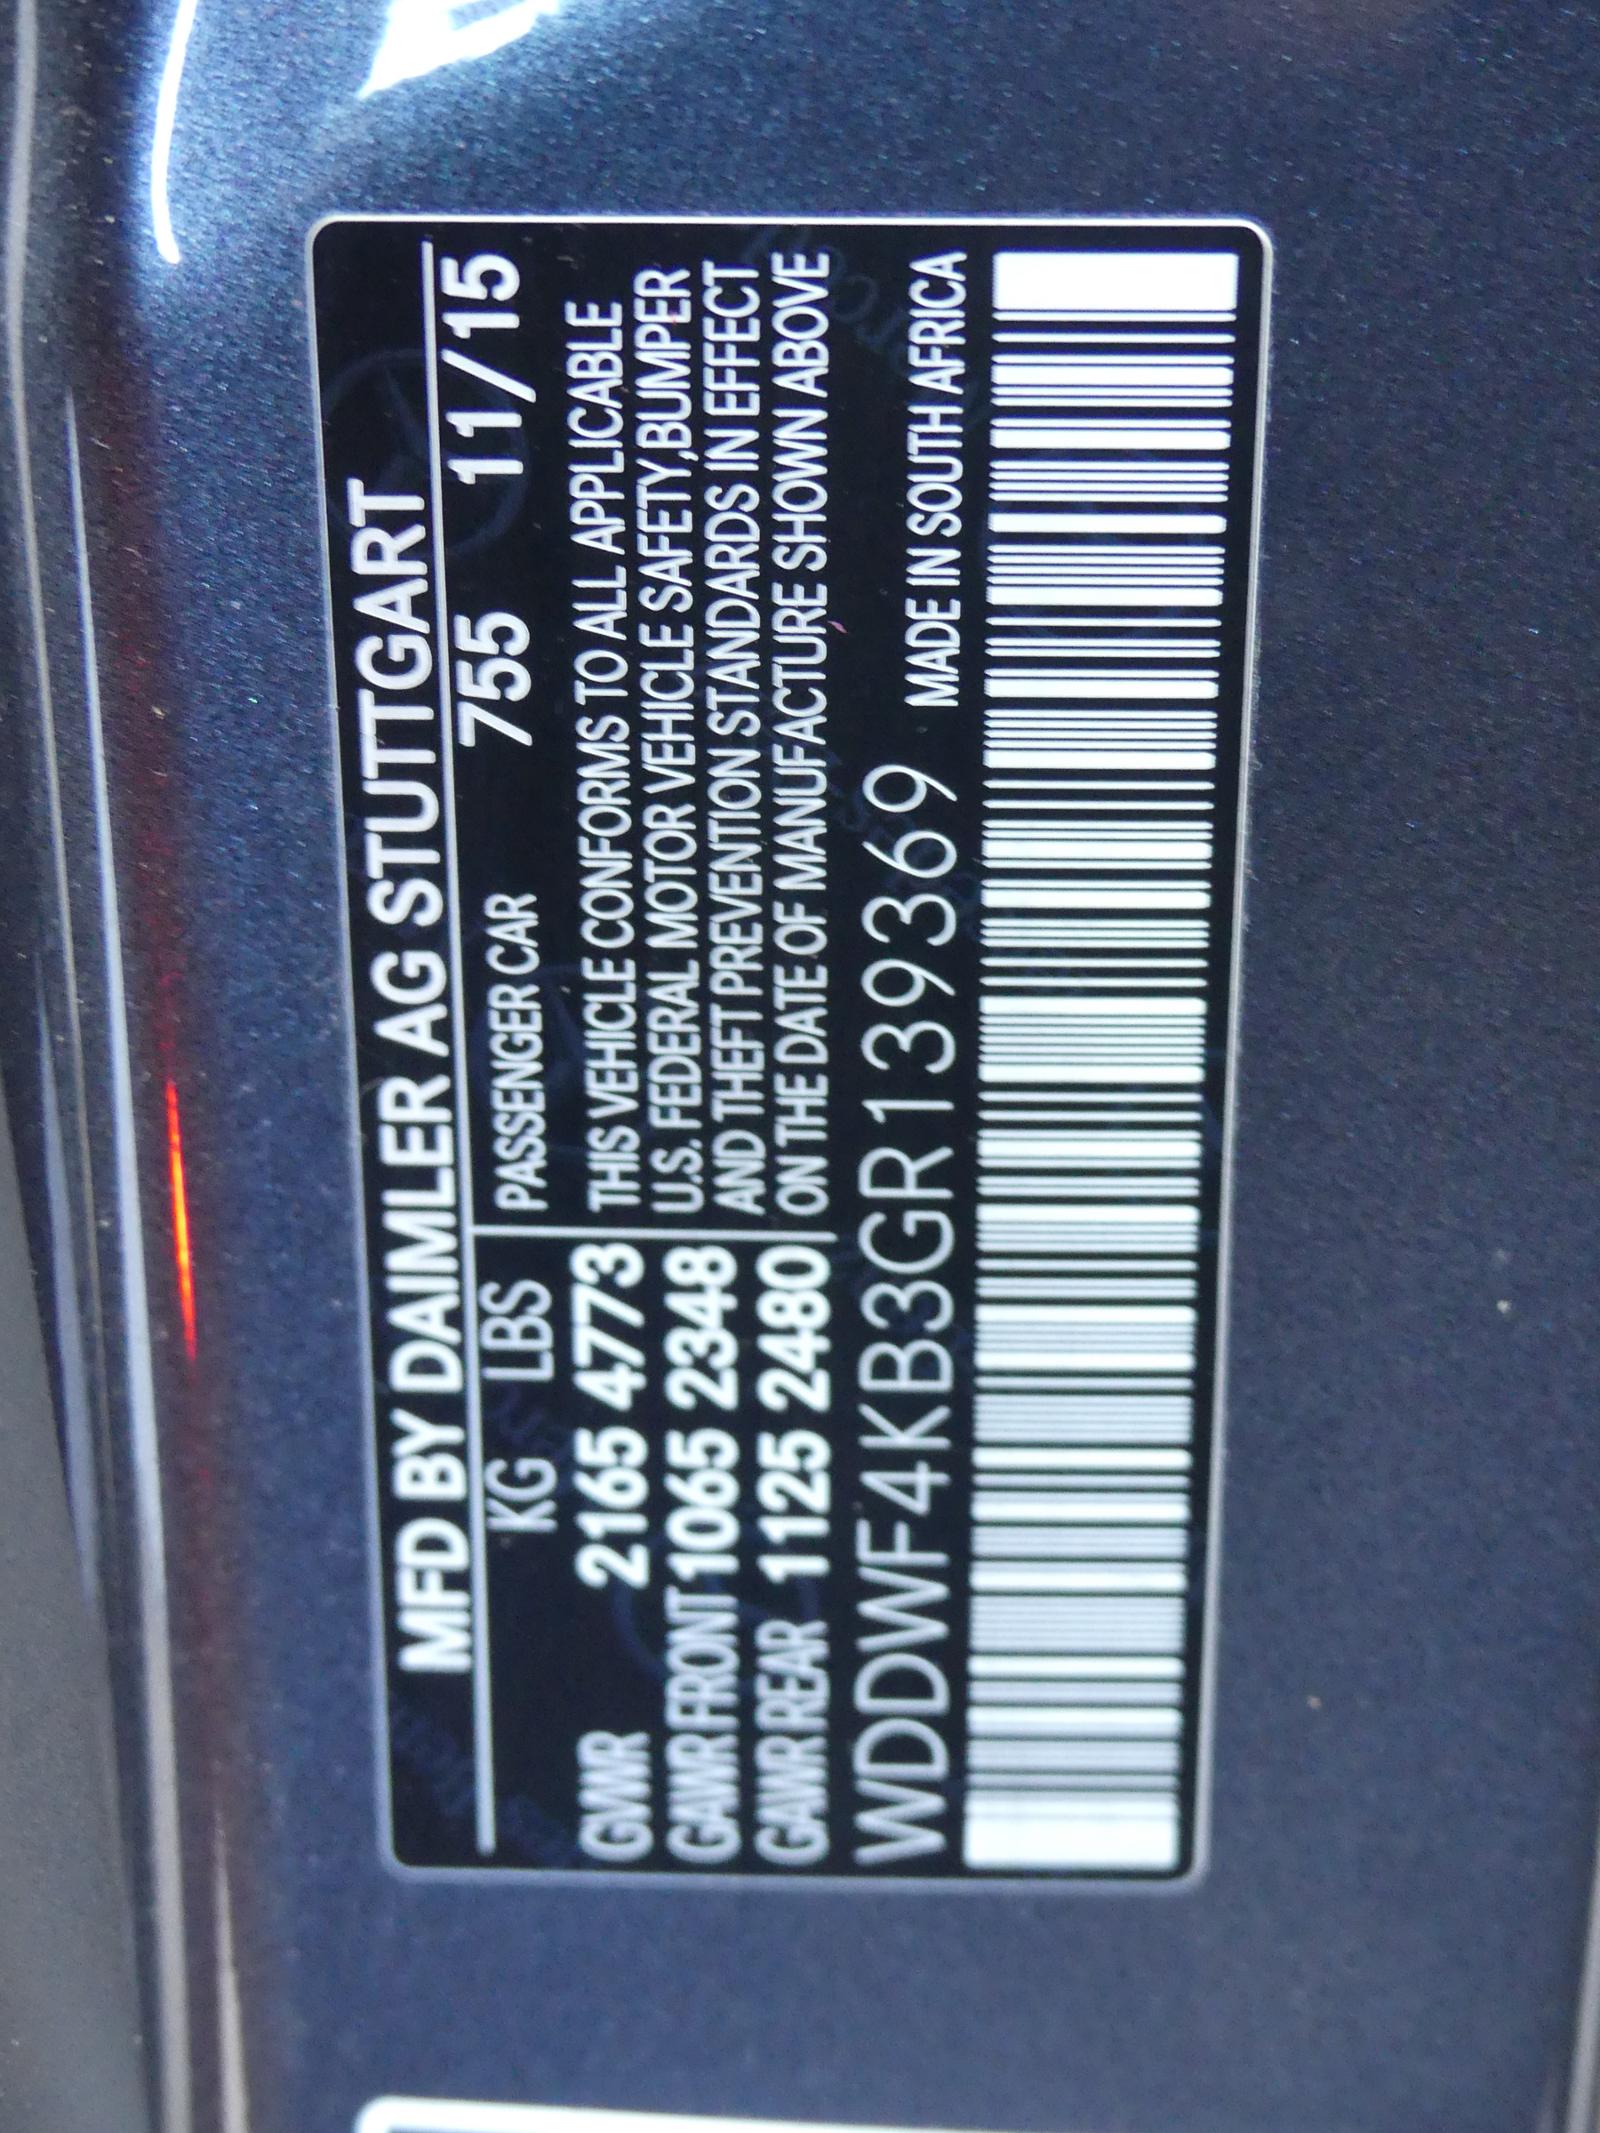 MFD BY DAIMLER AG STUTTGART
KG LBS
GVWR 2165 4773
GAWR FRONT 1065 2348
GAWR REAR 1125 2480
PASSENGER CAR 755 11/15
THIS VEHICLE CONFORMS TO ALL APPLICABLE
U.S. FEDERAL MOTOR VEHICLE SAFETY,BUMPER
AND THEFT PREVENTION STANDARDS IN EFFECT
ON THE DATE OF MANUFACTURE SHOWN ABOVE
WDDWF4KB3GR139369 MADE IN SOUTH AFRICA